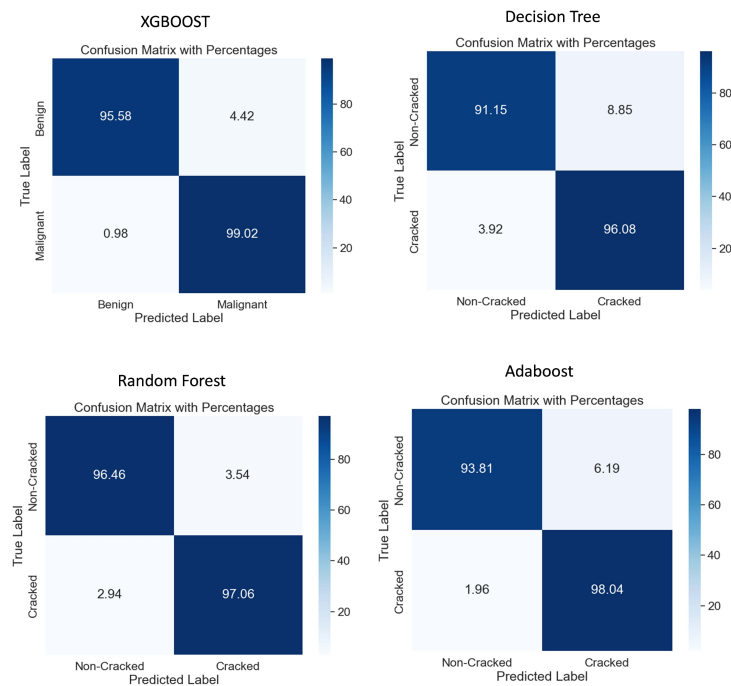 XGBOOST
Confusion Matrix with Percentages
True Label
Benign
95.58
4.42
Malignant
0.98
99.02
80
60
40
20
Benign
Malignant
Predicted Label
Decision Tree
Confusion Matrix with Percentages
True Label
Non-Cracked
91.15
8.85
Cracked
3.92
96.08
80
60
40
20
Non-Cracked
Cracked
Predicted Label
Random Forest
Confusion Matrix with Percentages
True Label
Non-Cracked
96.46
3.54
Cracked
2.94
97.06
80
60
40
20
Non-Cracked
Cracked
Predicted Label
Adaboost
Confusion Matrix with Percentages
True Label
Non-Cracked
93.81
6.19
Cracked
1.96
98.04
80
60
40
20
Non-Cracked
Cracked
Predicted Label